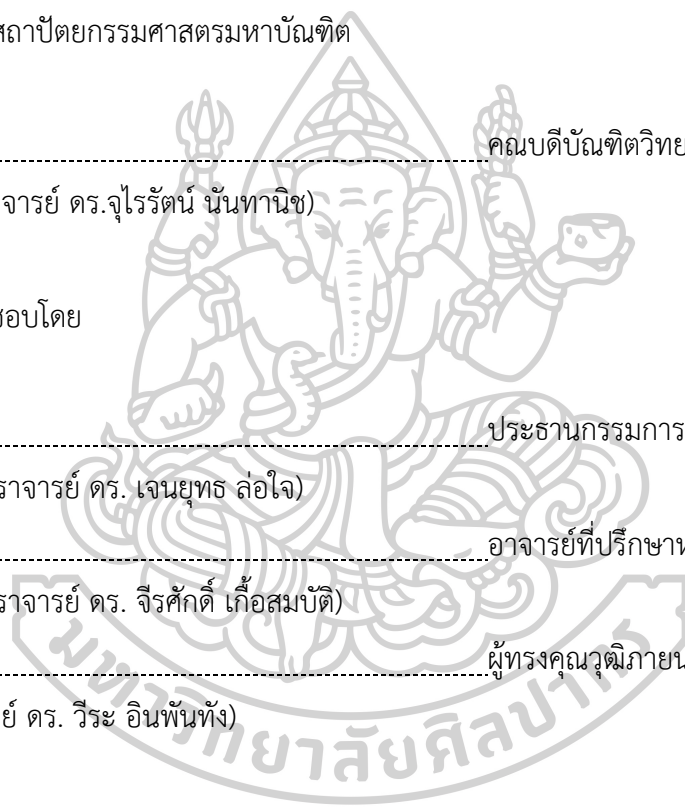 สถาปัตยกรรมศาสตรมหาบัณฑิต
คณบดีบัณฑิตวิทย
จารย์ ดร.จุไรรัตน์ นันทานิช)
สอบโดย
ประธานกรรมการ
ราจารย์ ดร. เจนยุทธ ล่อใจ)
อาจารย์ที่ปรึกษาห
ราจารย์ ดร. จีรศักดิ์ เกื้อสมบัติ)
ผู้ทรงคุณวุฒิภายน
ย์ ดร. วีระ อินพันทัง)
มหาวิทยาลัยศิลปากร